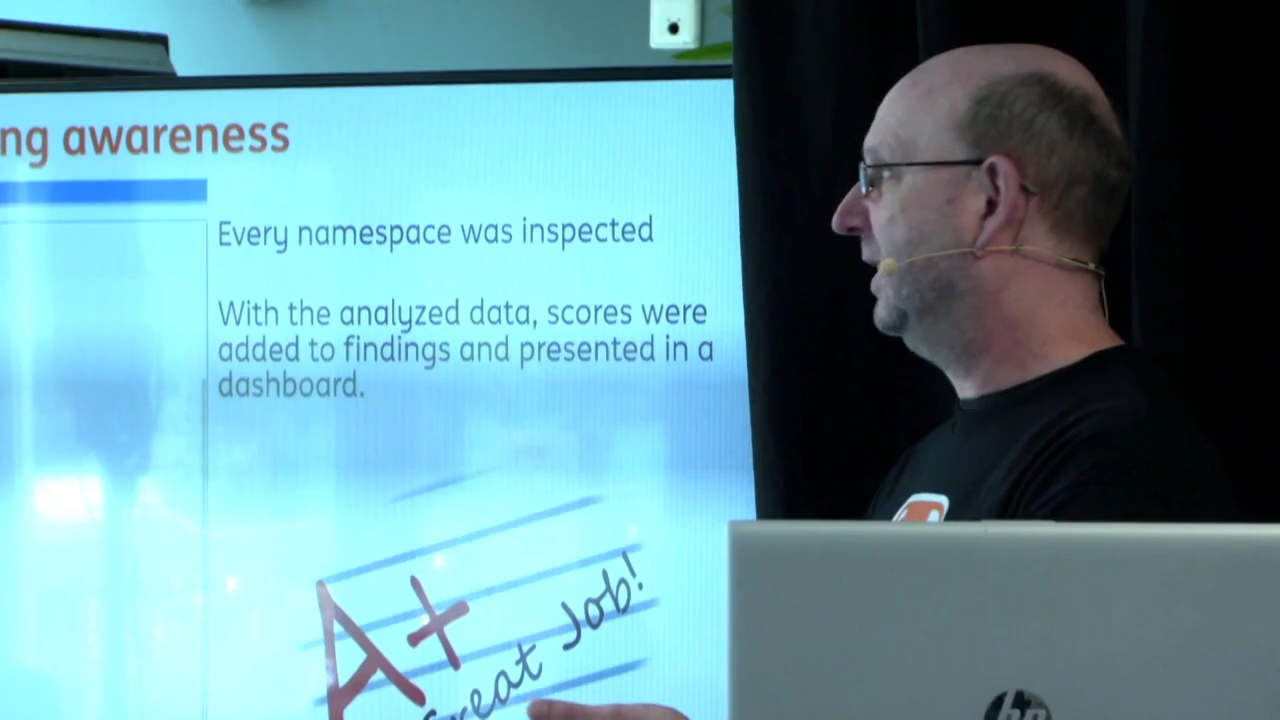 ng awareness
Every namespace was inspected
With the analyzed data, scores were
added to findings and presented in a
dashboard.
A+
Great Job!
hp